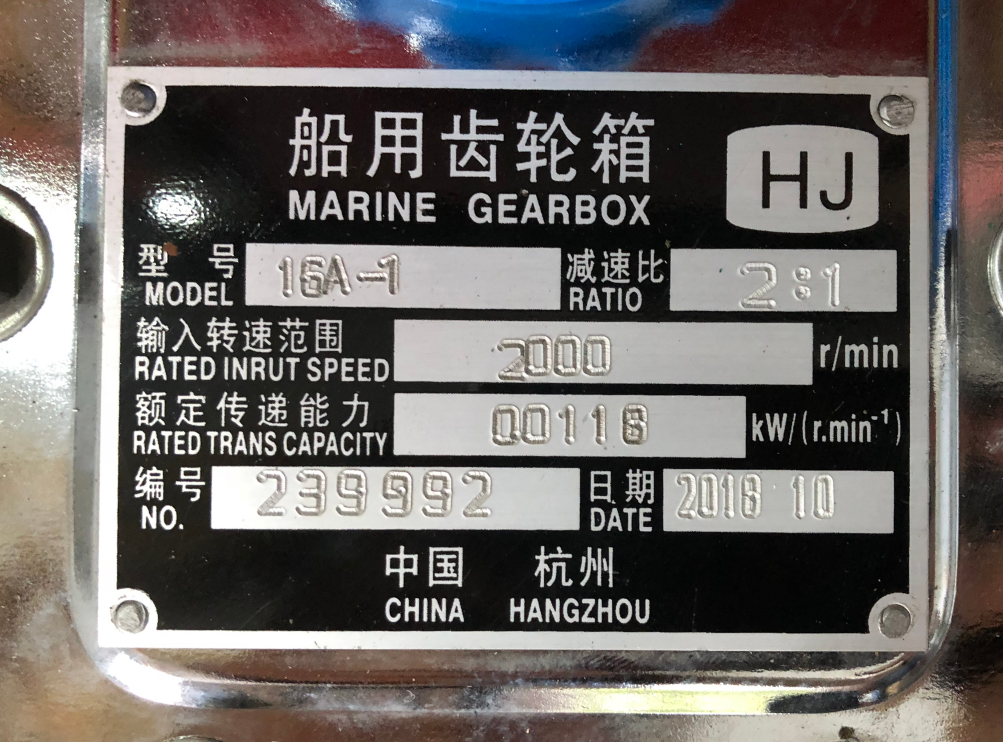 船用齿轮箱
MARINE GEARBOX
HJ
型号 16A-1 减速比 2:1
MODEL RATIO
输入转速范围 2000 r/min
RATED INRUT SPEED
额定传递能力 00118 kW/(r.min⁻¹)
RATED TRANS CAPACITY
编号 239992 日期 2018 10
NO. DATE
中国 杭州
CHINA HANGZHOU